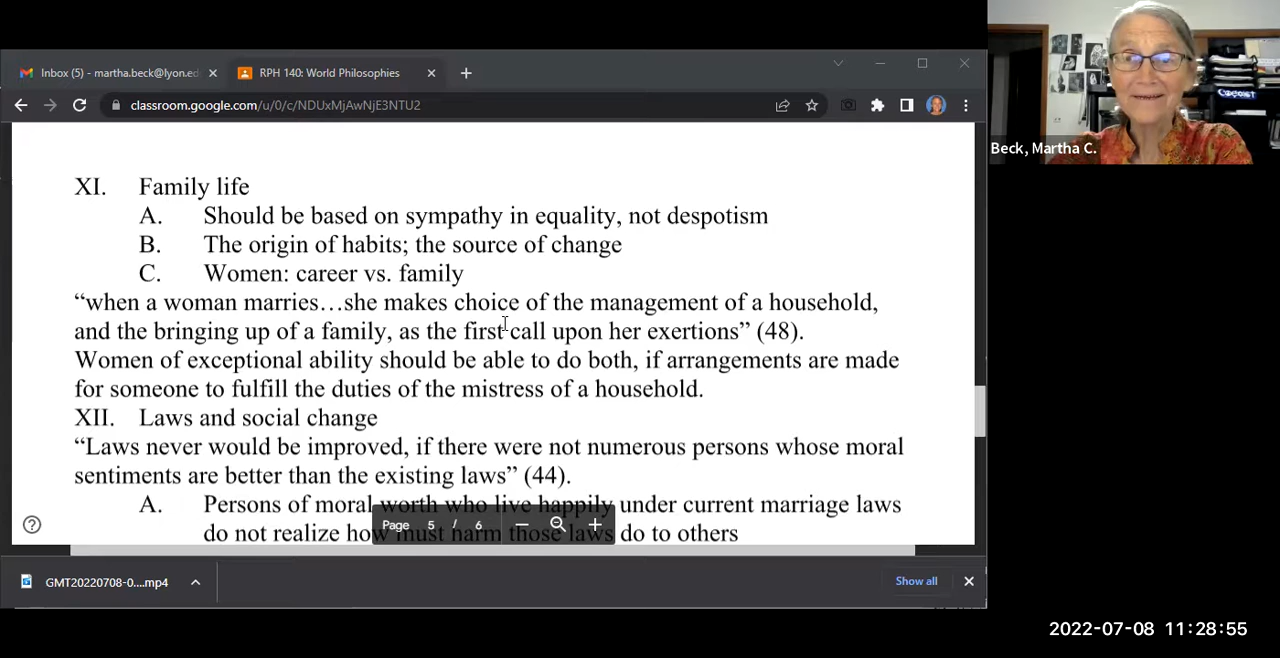 Inbox (5) - martha.beck@lyon.ed
RPH 140: World Philosophies
classroom.google.com/u/0/c/NDUxMjAwNjE3NTU2
Beck, Martha C.
XI. Family life
A. Should be based on sympathy in equality, not despotism
B. The origin of habits; the source of change
C. Women: career vs. family
“when a woman marries…she makes choice of the management of a household,
and the bringing up of a family, as the first call upon her exertions” (48).
Women of exceptional ability should be able to do both, if arrangements are made
for someone to fulfill the duties of the mistress of a household.
XII. Laws and social change
“Laws never would be improved, if there were not numerous persons whose moral
sentiments are better than the existing laws” (44).
A. Persons of moral worth who live happily under current marriage laws
do not realize how must harm those laws do to others
Page 5 / 6
GMT20220708-0....mp4
Show all
2022-07-08 11:28:55